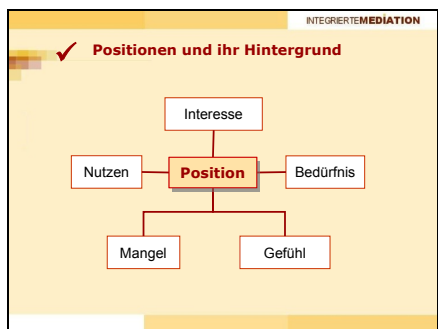 INTEGRIERTEMEDIATION
Positionen und ihr Hintergrund
Interesse
Nutzen
Position
Bedürfnis
Mangel
Gefühl